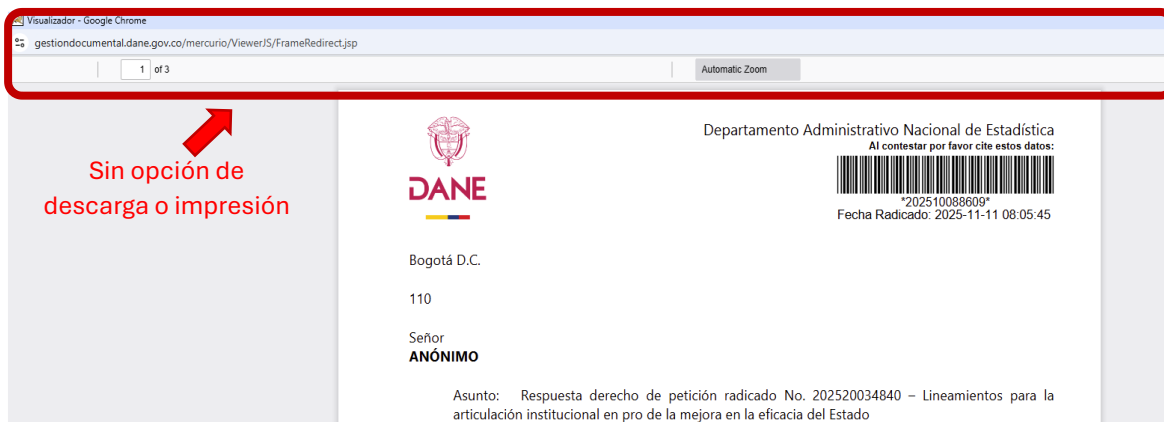 Visualizador - Google Chrome
gestiondocumental.dane.gov.co/mercurio/ViewerJS/FrameRedirect.jsp
1 of 3
Automatic Zoom
Sin opción de
descarga o impresión
DANE
Departamento Administrativo Nacional de Estadística
Al contestar por favor cite estos datos:
*202510088609*
Fecha Radicado: 2025-11-11 08:05:45
Bogotá D.C.
110
Señor
ANÓNIMO
Asunto: Respuesta derecho de petición radicado No. 202520034840 – Lineamientos para la
articulación institucional en pro de la mejora en la eficacia del Estado